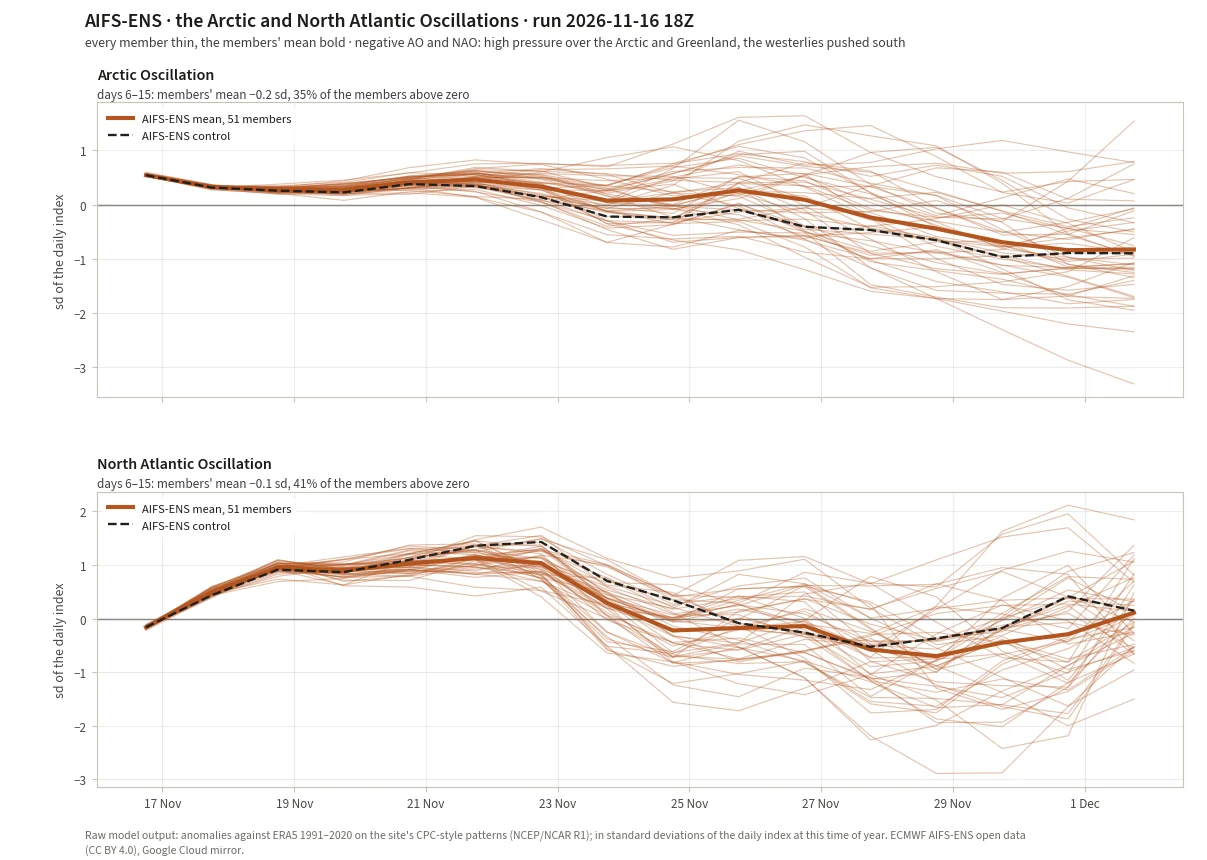 AIFS-ENS · the Arctic and North Atlantic Oscillations · run 2026-11-16 18Z
every member thin, the members' mean bold · negative AO and NAO: high pressure over the Arctic and Greenland, the westerlies pushed south
Arctic Oscillation
days 6–15: members' mean −0.2 sd, 35% of the members above zero
AIFS-ENS mean, 51 members
AIFS-ENS control
1
0
−1
−2
−3
sd of the daily index
North Atlantic Oscillation
days 6–15: members' mean −0.1 sd, 41% of the members above zero
AIFS-ENS mean, 51 members
AIFS-ENS control
2
1
0
−1
−2
−3
sd of the daily index
17 Nov
19 Nov
21 Nov
23 Nov
25 Nov
27 Nov
29 Nov
1 Dec
Raw model output: anomalies against ERA5 1991–2020 on the site's CPC-style patterns (NCEP/NCAR R1); in standard deviations of the daily index at this time of year. ECMWF AIFS-ENS open data
(CC BY 4.0), Google Cloud mirror.